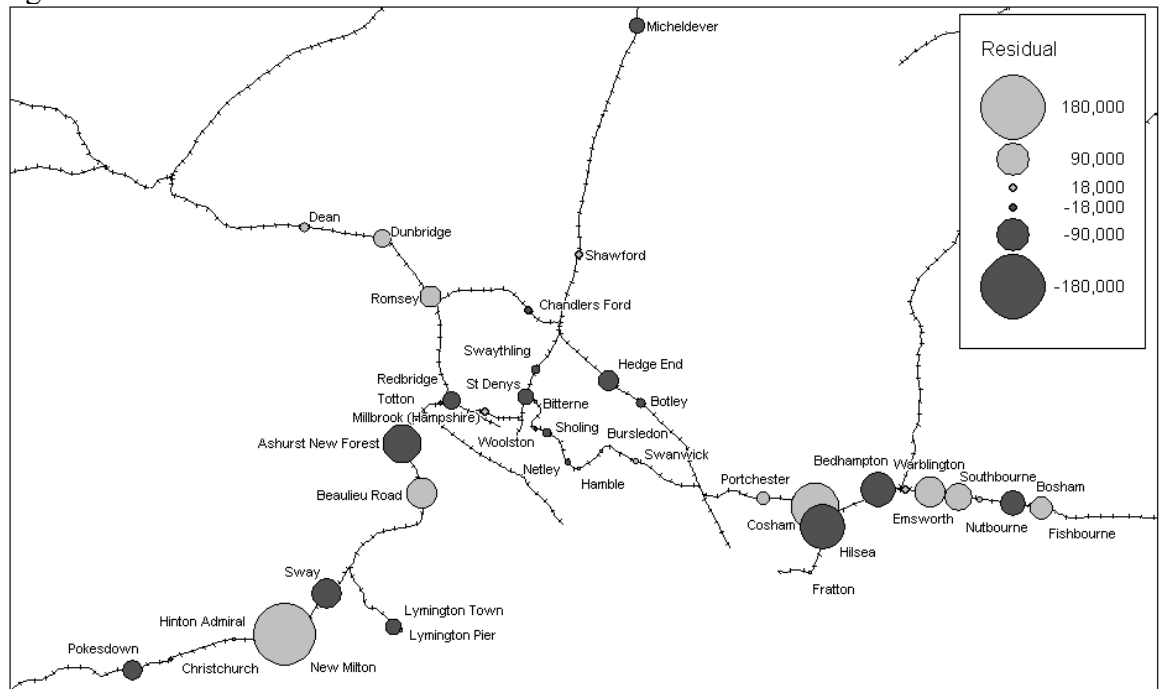 Micheldever
Residual
180,000
90,000
18,000
-18,000
-90,000
-180,000
Dean
Dunbridge
Shawford
Romsey
Chandlers Ford
Swaythling
Hedge End
Redbridge
St Denys
Totton
Bitterne
Botley
Millbrook (Hampshire)
Sholing
Bursledon
Ashurst New Forest
Woolston
Swanwick
Bedhampton
Warblington
Netley
Hamble
Portchester
Southbourne
Beaulieu Road
Bosham
Cosham
Emsworth
Nutbourne
Hilsea
Fishbourne
Sway
Fratton
Lymington Town
Hinton Admiral
Lymington Pier
Pokesdown
Christchurch
New Milton